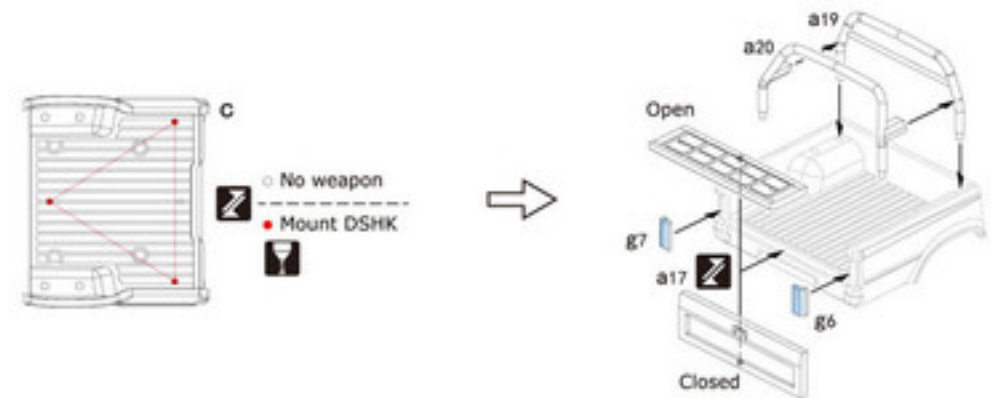 C
No weapon
Mount DSHK
a19
a20
Open
g7
a17
g6
Closed